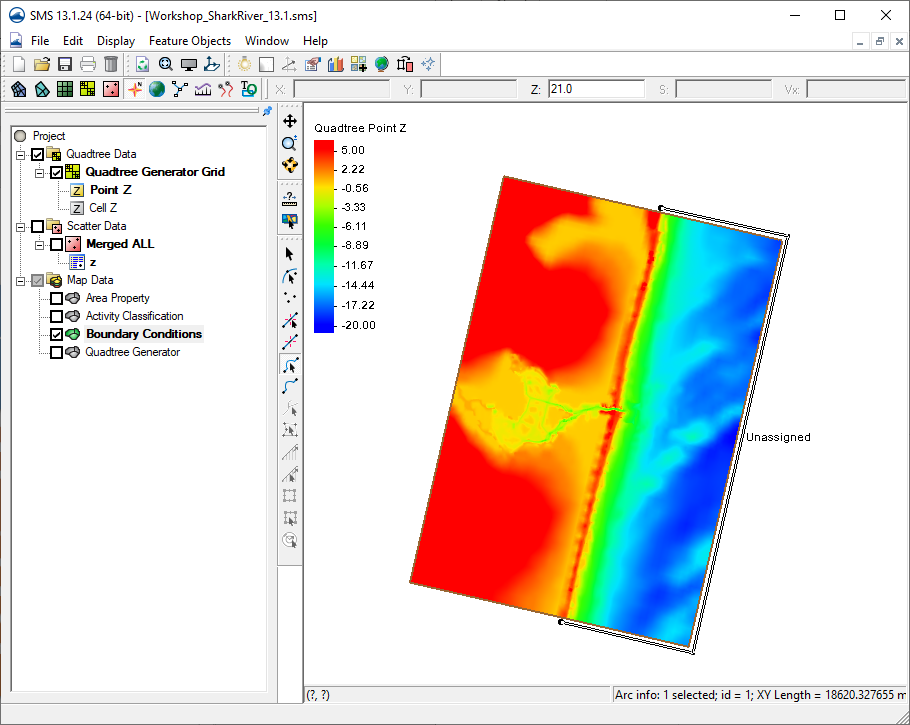 SMS 13.1.24 (64-bit) - [Workshop_SharkRiver_13.1.sms]
File Edit Display Feature Objects Window Help
X: Y: Z: 21.0 S: Vx:
Project
Quadtree Data
Quadtree Generator Grid
Z Point Z
Z Cell Z
Scatter Data
Merged ALL
z
Map Data
Area Property
Activity Classification
Boundary Conditions
Quadtree Generator
Quadtree Point Z
5.00
2.22
-0.56
-3.33
-6.11
-8.89
-11.67
-14.44
-17.22
-20.00
Unassigned
(?, ?)
Arc info: 1 selected; id = 1; XY Length = 18620.327655 m